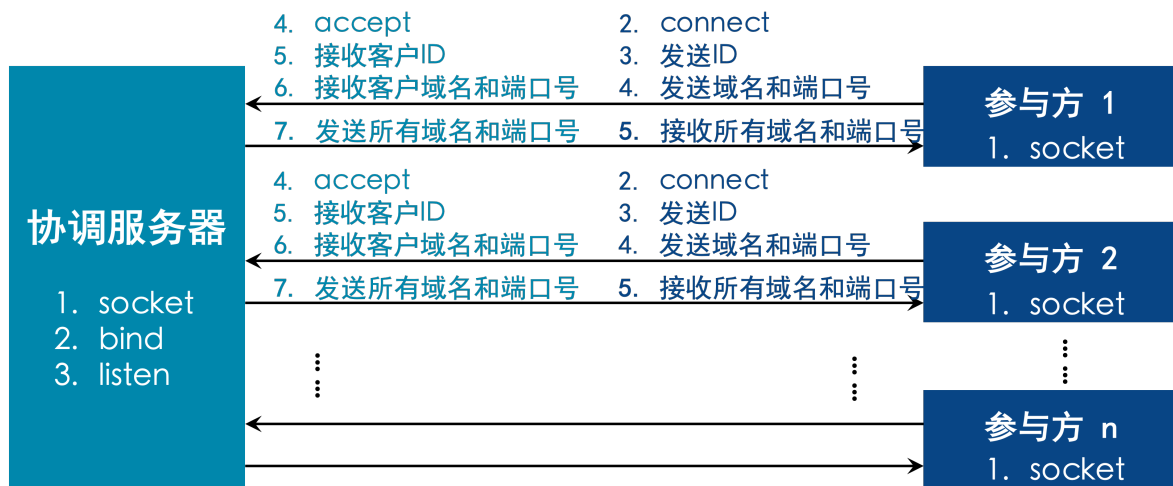 4. accept
5. 接收客户ID
6. 接收客户域名和端口号
7. 发送所有域名和端口号
2. connect
3. 发送ID
4. 发送域名和端口号
5. 接收所有域名和端口号
参与方 1
1. socket
协调服务器
1. socket
2. bind
3. listen
4. accept
5. 接收客户ID
6. 接收客户域名和端口号
7. 发送所有域名和端口号
2. connect
3. 发送ID
4. 发送域名和端口号
5. 接收所有域名和端口号
参与方 2
1. socket
……
……
……
参与方 n
1. socket